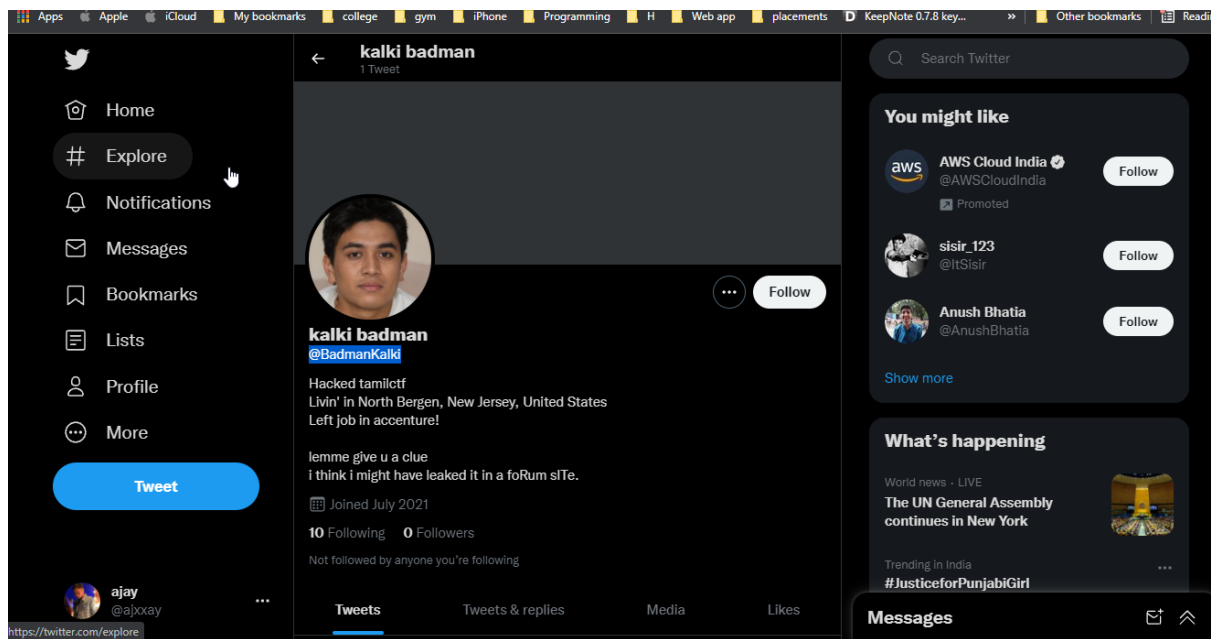 Apps
Apple
iCloud
My bookmarks
college
gym
iPhone
Programming
H
Web app
placements
KeepNote 0.7.8 key...
»
Other bookmarks
Readi
kalki badman
1 Tweet
Home
Explore
Notifications
Messages
Bookmarks
Lists
Profile
More
Tweet
ajay
@ajxxay
https://twitter.com/explore
Follow
kalki badman
@BadmanKalki
Hacked tamilctf
Livin' in North Bergen, New Jersey, United States
Left job in accenture!
lemme give u a clue
i think i might have leaked it in a foRum sITe.
Joined July 2021
10 Following 0 Followers
Not followed by anyone you're following
Tweets
Tweets & replies
Media
Likes
Search Twitter
You might like
aws
AWS Cloud India
@AWSCloudIndia
Promoted
Follow
sisir_123
@ItSisir
Follow
Anush Bhatia
@AnushBhatia
Follow
Show more
What's happening
World news · LIVE
The UN General Assembly
continues in New York
Trending in India
#JusticeforPunjabiGirl
Messages